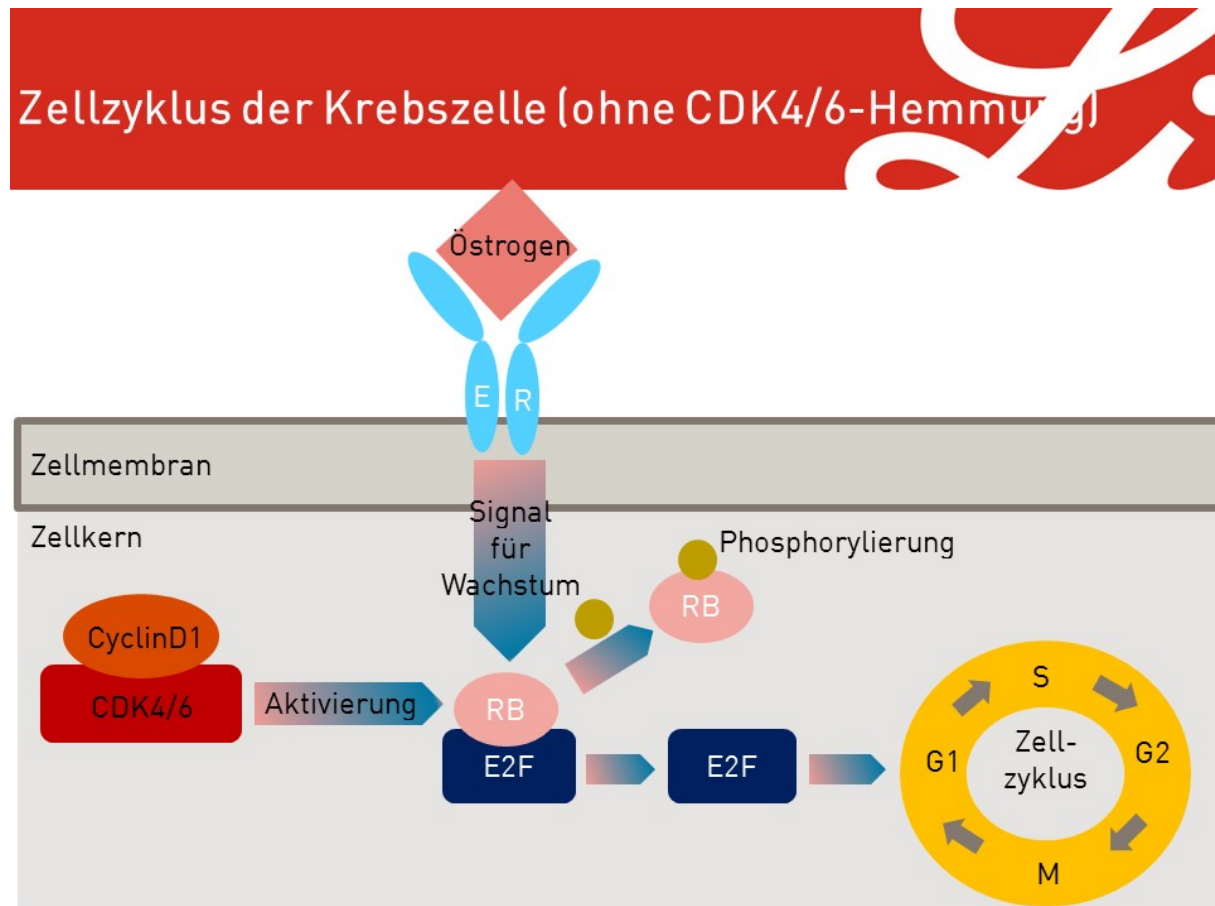 Zellzyklus der Krebszelle (ohne CDK4/6-Hemmung)
Östrogen
E R
Zellmembran
Zellkern
Signal
für
Wachstum
Phosphorylierung
RB
CyclinD1
CDK4/6
Aktivierung
RB
E2F
E2F
S
G1
G2
M
Zell-
zyklus